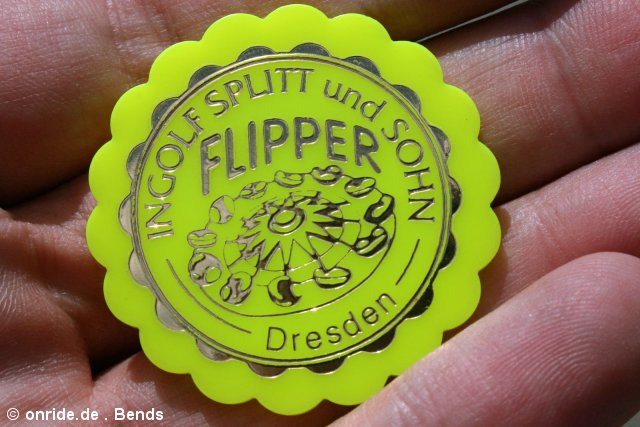 INGOLF SPLITT und SOHN
FLIPPER
Dresden
© onride.de . Bends